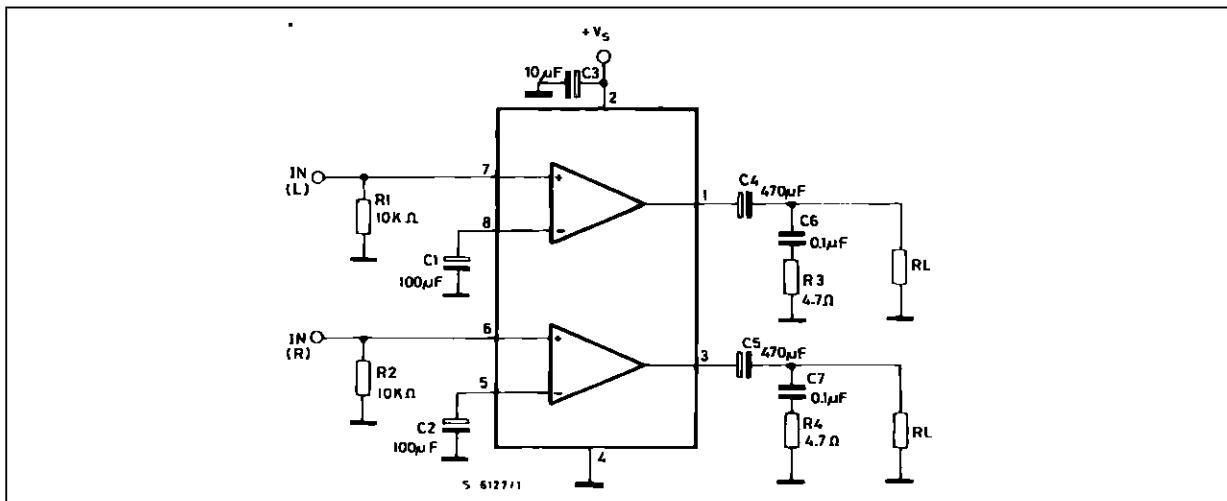 +VS
10µF
C3
2
IN
(L)
7
R1
10KΩ
8
C1
100µF
1
C4
470µF
C6
0.1µF
R3
4.7Ω
RL
IN
(R)
6
R2
10KΩ
5
C2
100µF
3
C5
470µF
C7
0.1µF
R4
4.7Ω
RL
4
S 6127/1
+
−
+
−